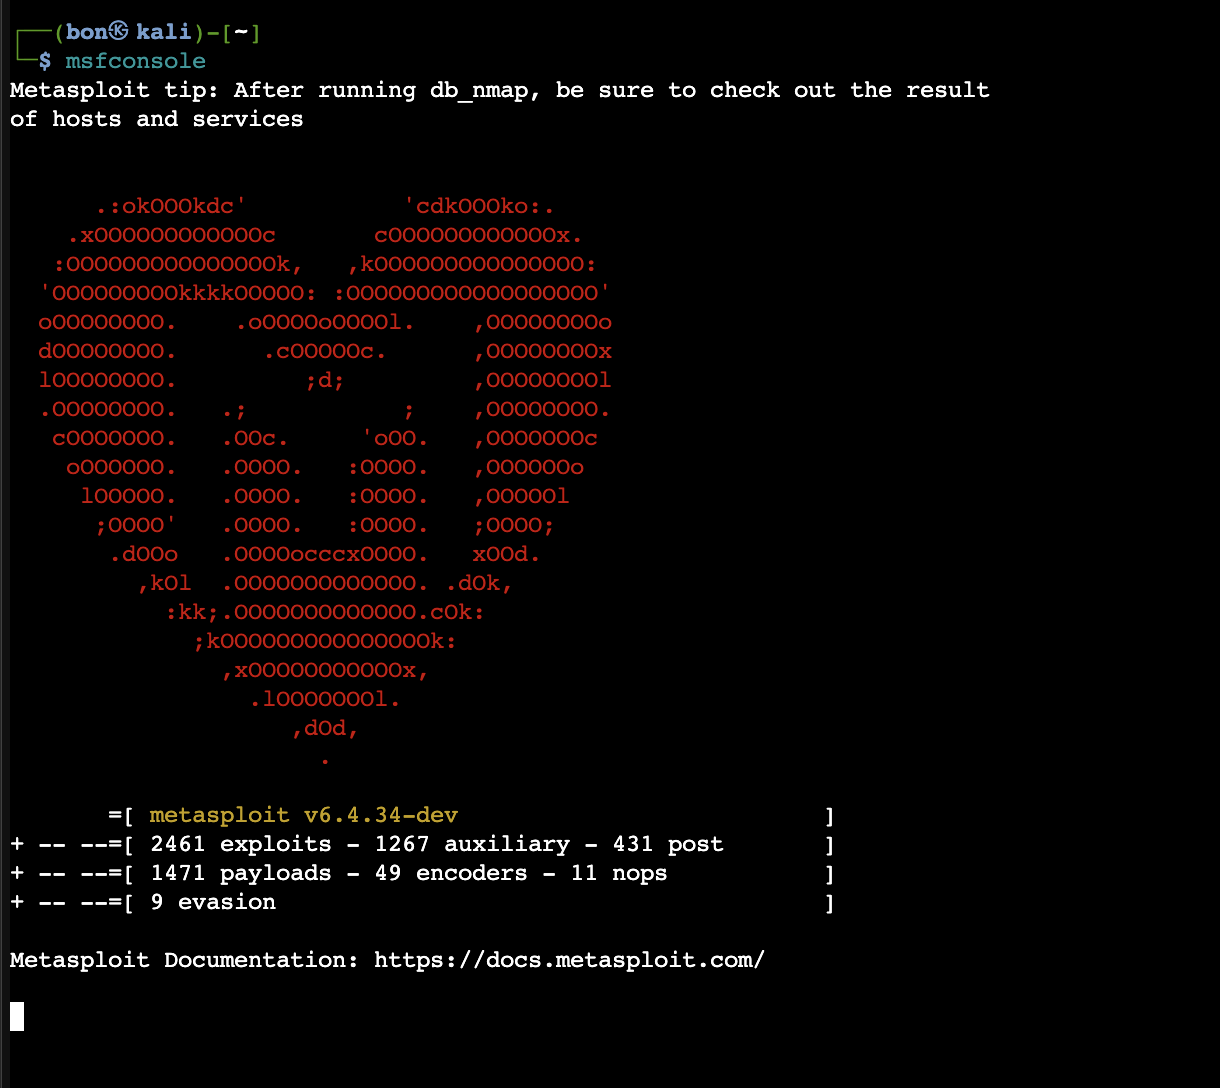 ┌──(bon㉿kali)-[~]
└─$ msfconsole
Metasploit tip: After running db_nmap, be sure to check out the result
of hosts and services


      .:okOOOkdc'           'cdkOOOko:.
    .xOOOOOOOOOOOOc       cOOOOOOOOOOOOx.
   :OOOOOOOOOOOOOOOk,   ,kOOOOOOOOOOOOOOO:
  'OOOOOOOOOkkkkOOOOO: :OOOOOOOOOOOOOOOOOO'
  oOOOOOOOO.    .oOOOOoOOOOl.    ,OOOOOOOOo
  dOOOOOOOO.      .cOOOOOc.      ,OOOOOOOOx
  lOOOOOOOO.         ;d;         ,OOOOOOOOl
  .OOOOOOOO.   .;           ;    ,OOOOOOOO.
   cOOOOOOO.   .OOc.     'oOO.   ,OOOOOOOc
    oOOOOOO.   .OOOO.   :OOOO.   ,OOOOOOo
     lOOOOO.   .OOOO.   :OOOO.   ,OOOOOl
      ;OOOO'   .OOOO.   :OOOO.   ;OOOO;
       .dOOo   .OOOOocccxOOOO.   xOOd.
         ,kOl  .OOOOOOOOOOOOO. .dOk,
           :kk;.OOOOOOOOOOOOO.cOk:
             ;kOOOOOOOOOOOOOOOk:
               ,xOOOOOOOOOOOx,
                 .lOOOOOOOl.
                    ,dOd,
                      .

       =[ metasploit v6.4.34-dev                          ]
+ -- --=[ 2461 exploits - 1267 auxiliary - 431 post       ]
+ -- --=[ 1471 payloads - 49 encoders - 11 nops           ]
+ -- --=[ 9 evasion                                       ]

Metasploit Documentation: https://docs.metasploit.com/